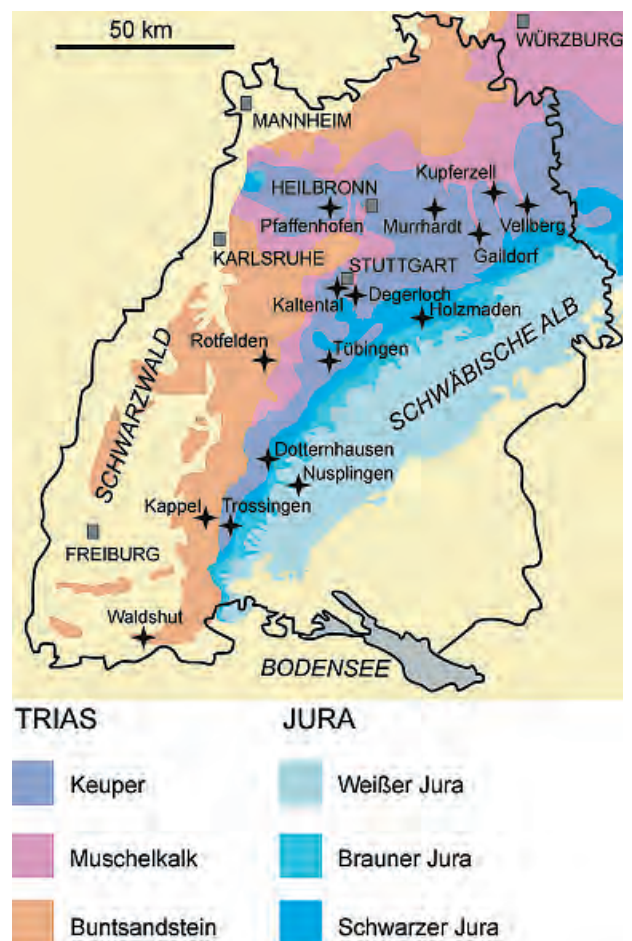 50 km
WÜRZBURG
MANNHEIM
Kupferzell
HEILBRONN
Pfaffenhofen
Murrhardt
Vellberg
KARLSRUHE
Gaildorf
STUTTGART
Kaltental
Degerloch
Holzmaden
Rotfelden
Tübingen
SCHWÄBISCHE ALB
SCHWARZWALD
Dotternhausen
Nusplingen
Kappel
Trossingen
FREIBURG
Waldshut
BODENSEE
TRIAS
Keuper
Muschelkalk
Buntsandstein
JURA
Weißer Jura
Brauner Jura
Schwarzer Jura